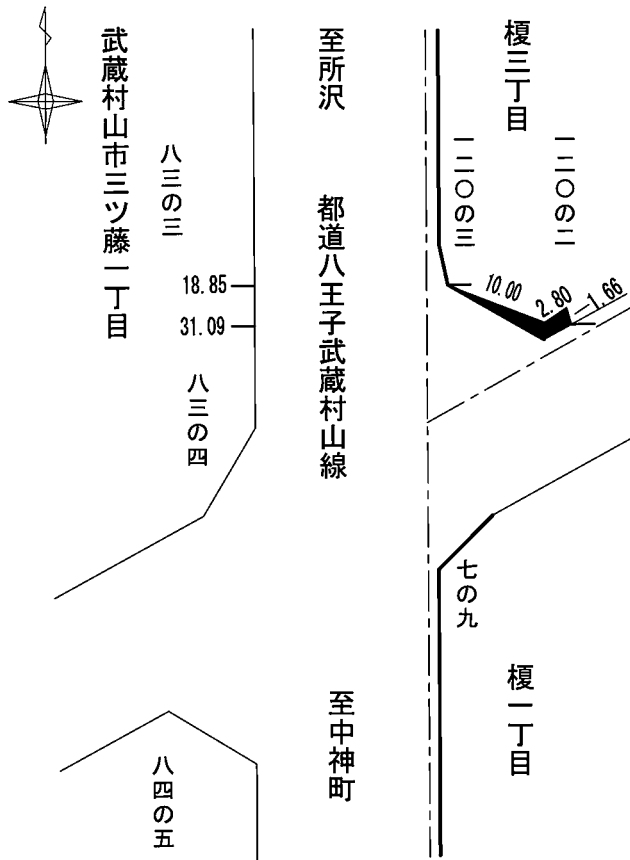 榎三丁目
一二〇の二
一二〇の三
至所沢
都道八王子武蔵村山線
武蔵村山市三ツ藤一丁目
八三の三
18.85
31.09
八三の四
10.00
2.80
1.66
七の九
榎一丁目
至中神町
八四の五